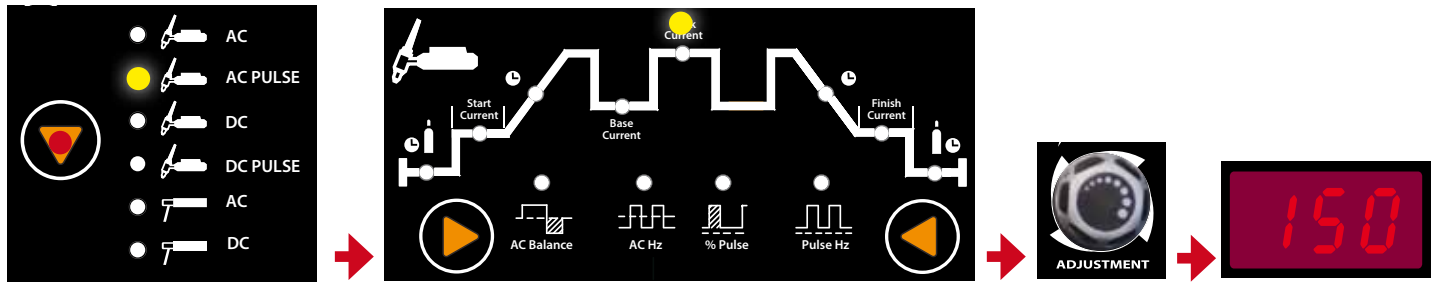 AC
AC PULSE
DC
DC PULSE
AC
DC
Current
Start
Current
Base
Current
Finish
Current
AC Balance
AC Hz
% Pulse
Pulse Hz
ADJUSTMENT
150